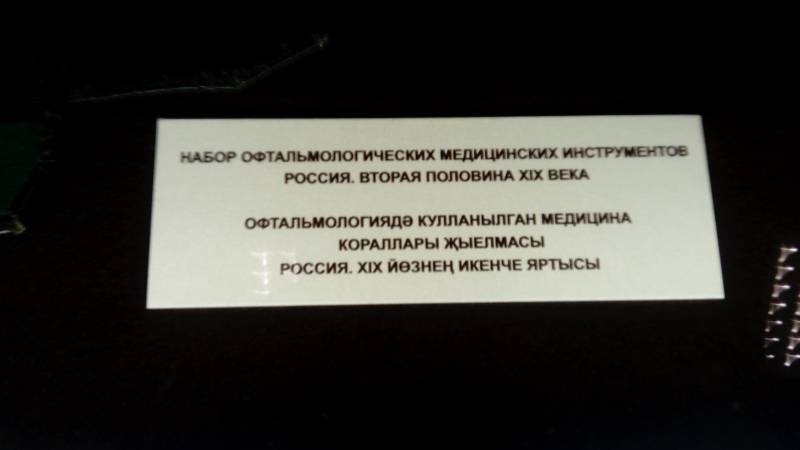 НАБОР ОФТАЛЬМОЛОГИЧЕСКИХ МЕДИЦИНСКИХ ИНСТРУМЕНТОВ
РОССИЯ. ВТОРАЯ ПОЛОВИНА XIX ВЕКА
ОФТАЛЬМОЛОГИЯДӘ КУЛЛАНЫЛГАН МЕДИЦИНА
КОРАЛЛАРЫ ҖЫЕЛМАСЫ
РОССИЯ. XIX ЙӨЗНЕҢ ИКЕНЧЕ ЯРТЫСЫ